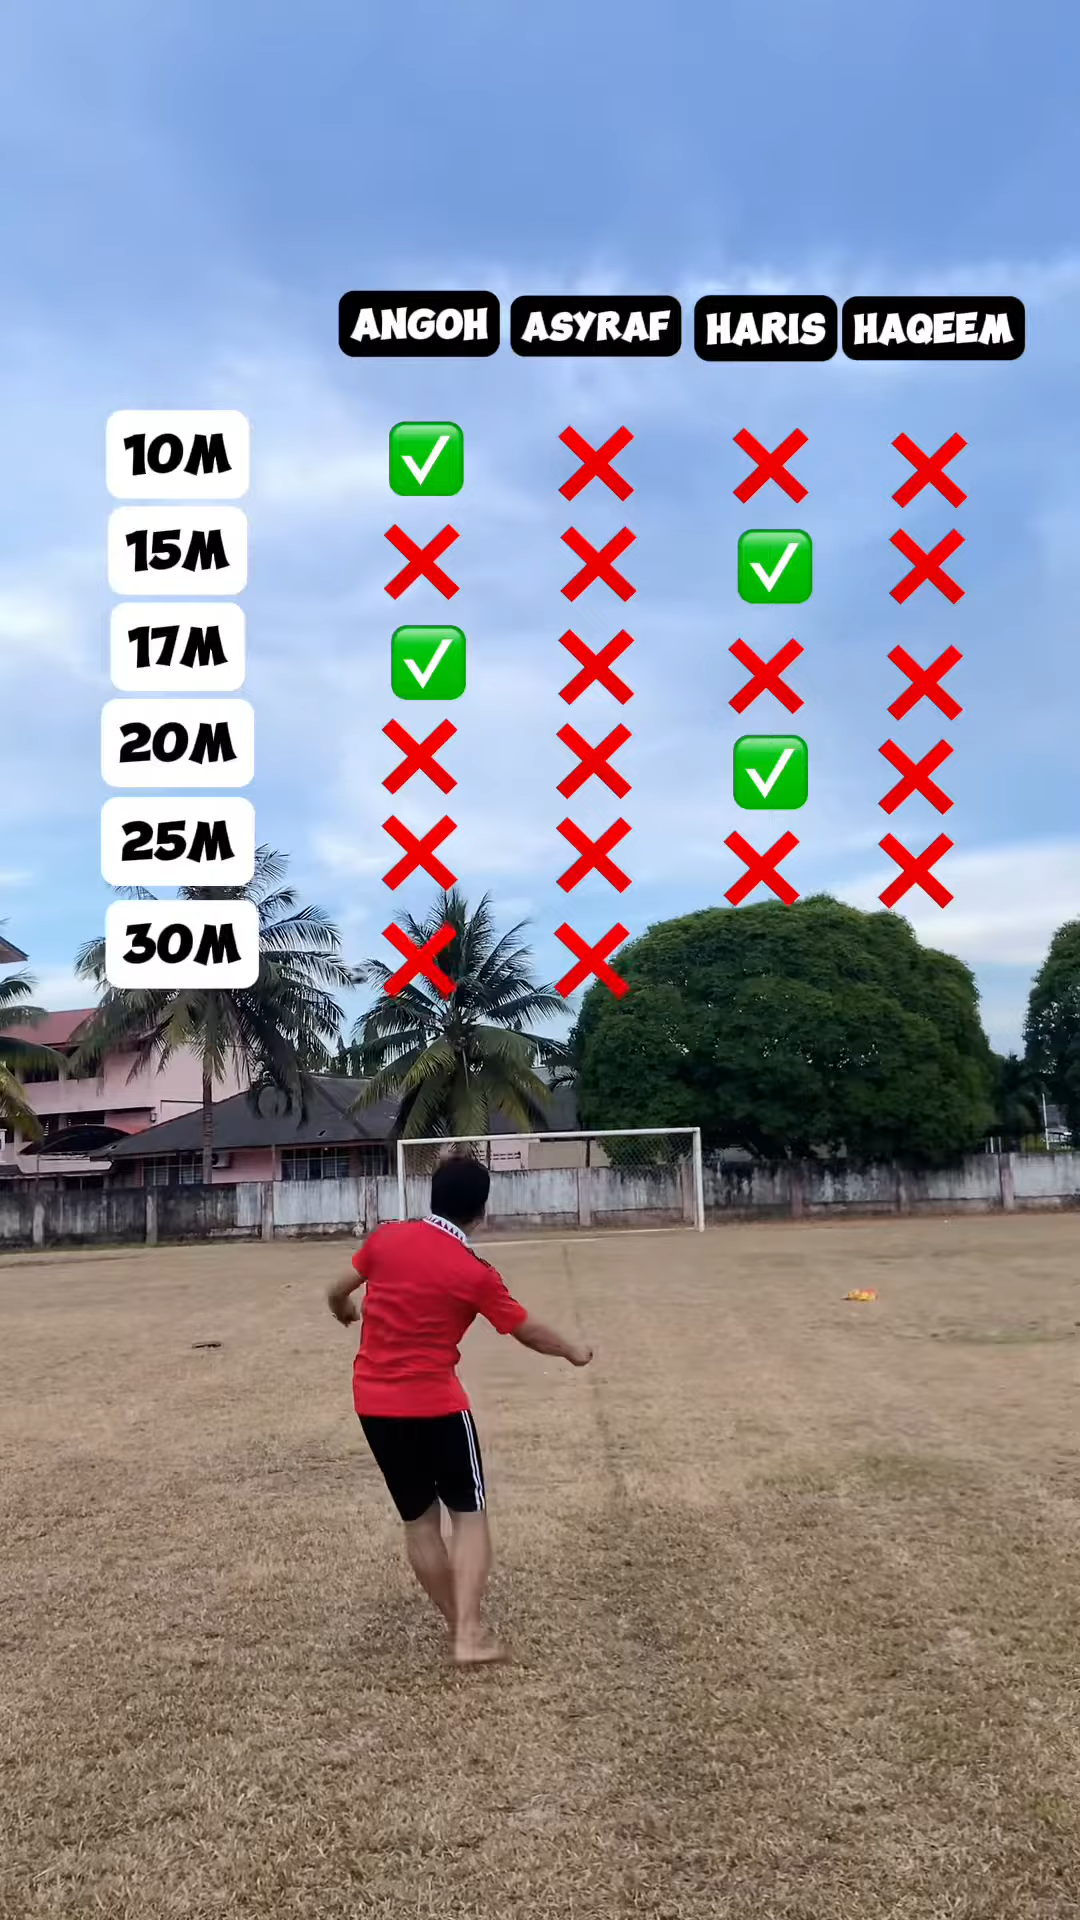 ANGOH ASYRAF HARIS HAQEEM
10M ✅ ❌ ❌ ❌
15M ❌ ❌ ✅ ❌
17M ✅ ❌ ❌ ❌
20M ❌ ❌ ✅ ❌
25M ❌ ❌ ❌ ❌
30M ❌ ❌